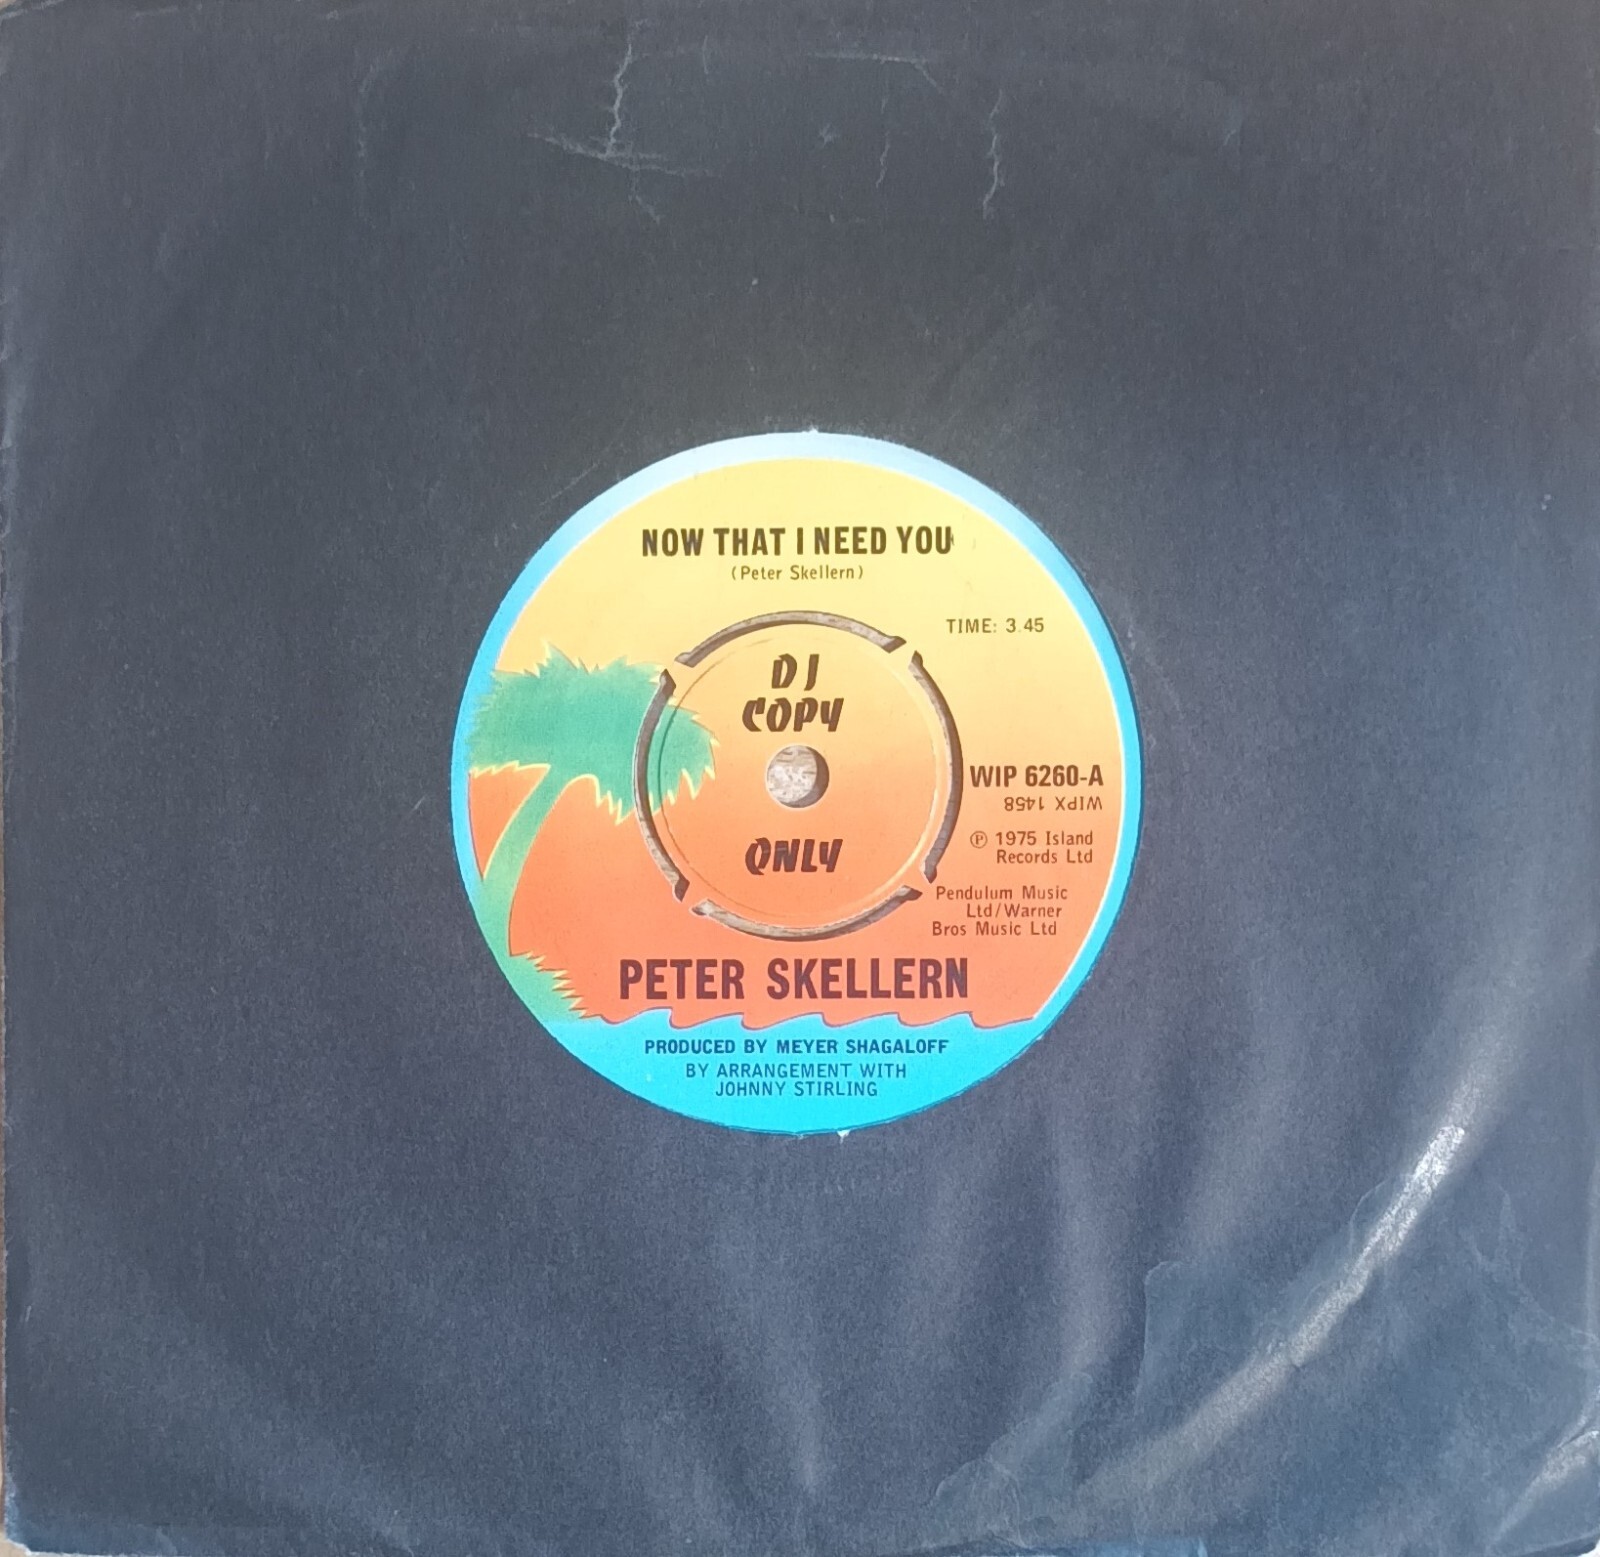 NOW THAT I NEED YOU
(Peter Skellern)
TIME: 3.45
DJ
COPY
ONLY
WIP 6260-A
WIPX 1458
℗ 1975 Island
Records Ltd
Pendulum Music
Ltd/Warner
Bros Music Ltd
PETER SKELLERN
PRODUCED BY MEYER SHAGALOFF
BY ARRANGEMENT WITH
JOHNNY STIRLING